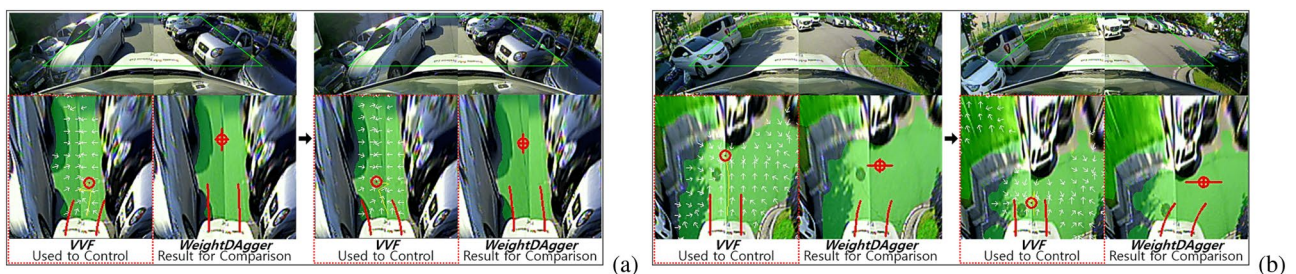 VVF
Used to Control
WeightDAgger
Result for Comparison
VVF
Used to Control
WeightDAgger
Result for Comparison
(a)
VVF
Used to Control
WeightDAgger
Result for Comparison
VVF
Used to Control
WeightDAgger
Result for Comparison
(b)